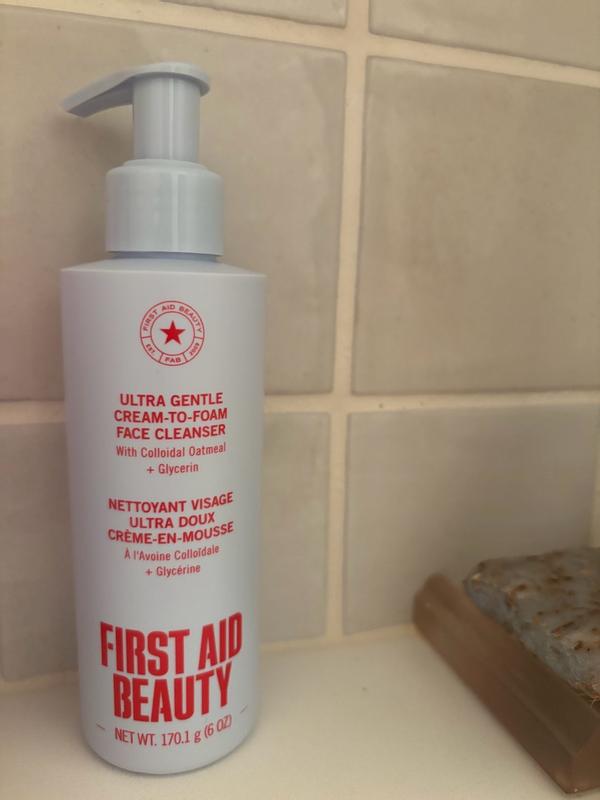 FIRST AID BEAUTY
EST. FAB 2009
ULTRA GENTLE
CREAM-TO-FOAM
FACE CLEANSER
With Colloidal Oatmeal
+ Glycerin
NETTOYANT VISAGE
ULTRA DOUX
CRÈME-EN-MOUSSE
À l'Avoine Colloïdale
+ Glycérine
FIRST AID
BEAUTY
NET WT. 170.1 g (6 OZ)